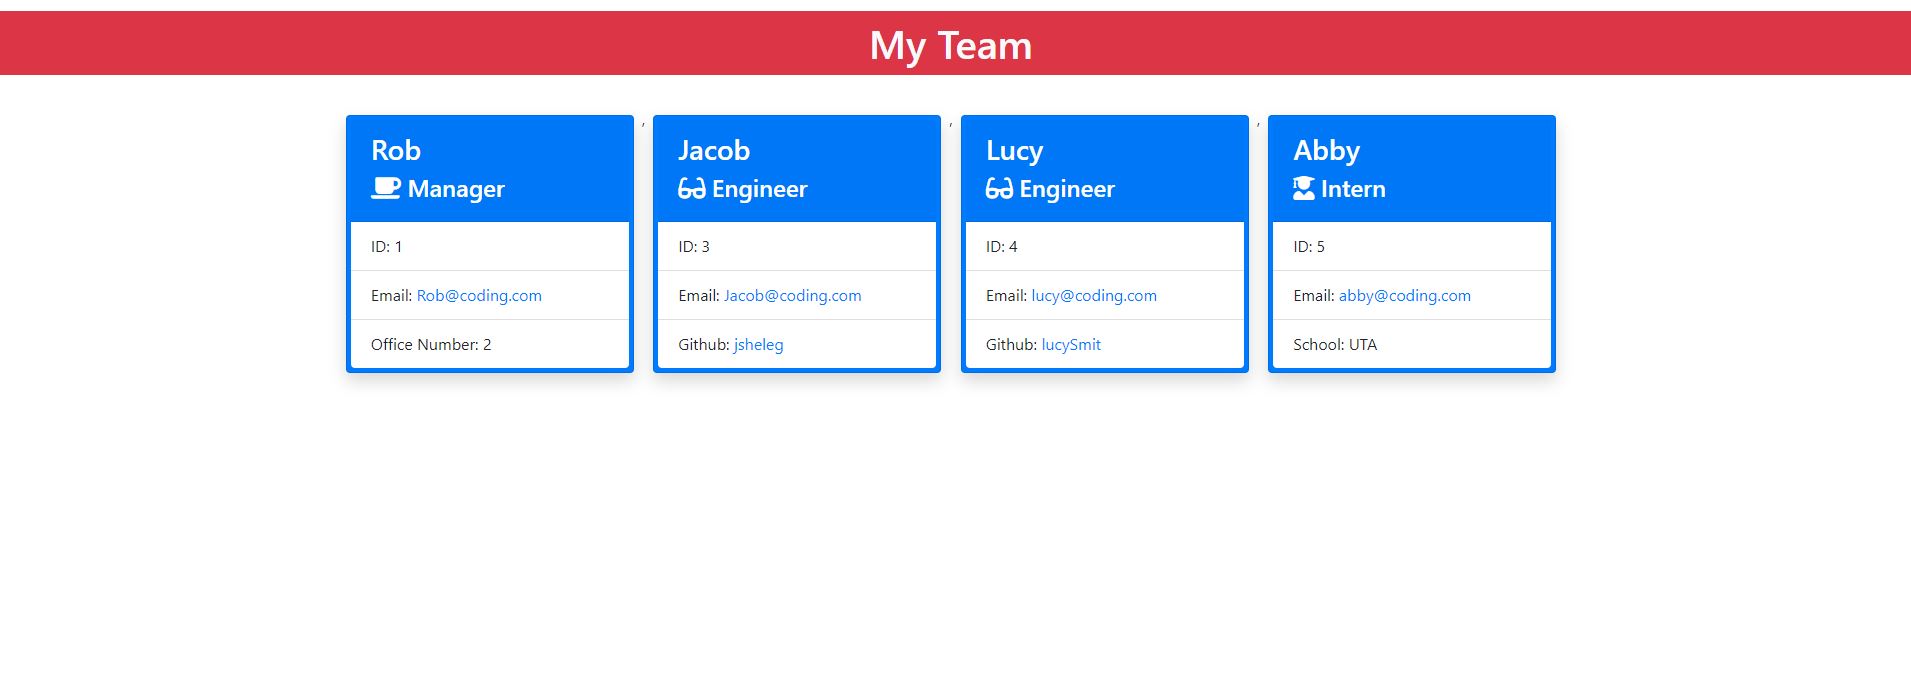 My Team
Rob
Manager
ID: 1
Email: Rob@coding.com
Office Number: 2
,
Jacob
Engineer
ID: 3
Email: Jacob@coding.com
Github: jsheleg
,
Lucy
Engineer
ID: 4
Email: lucy@coding.com
Github: lucySmit
,
Abby
Intern
ID: 5
Email: abby@coding.com
School: UTA